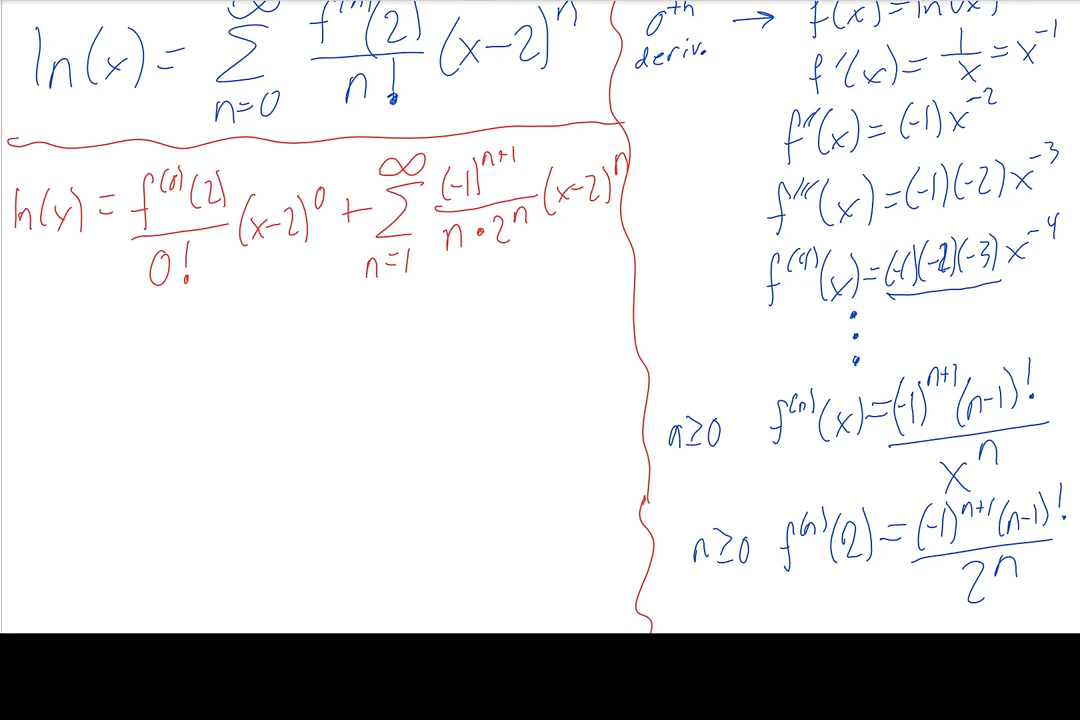 ln(x) = ∞ ∑ n=0 f^(n)(2) / n! (x-2)^n
ln(x) = f^(0)(2) / 0! (x-2)^0 + ∞ ∑ n=1 (-1)^n+1 / n • 2^n (x-2)^n
0^th deriv. → f(x) = ln(x)
f'(x) = 1/x = x^-1
f''(x) = (-1) x^-2
f'''(x) = (-1)(-2) x^-3
f^(4)(x) = (-1)(-2)(-3) x^-4
n ≥ 0 f^(n)(x) = (-1)^n+1 (n-1)! / x^n
n ≥ 0 f^(n)(2) = (-1)^n+1 (n-1)! / 2^n